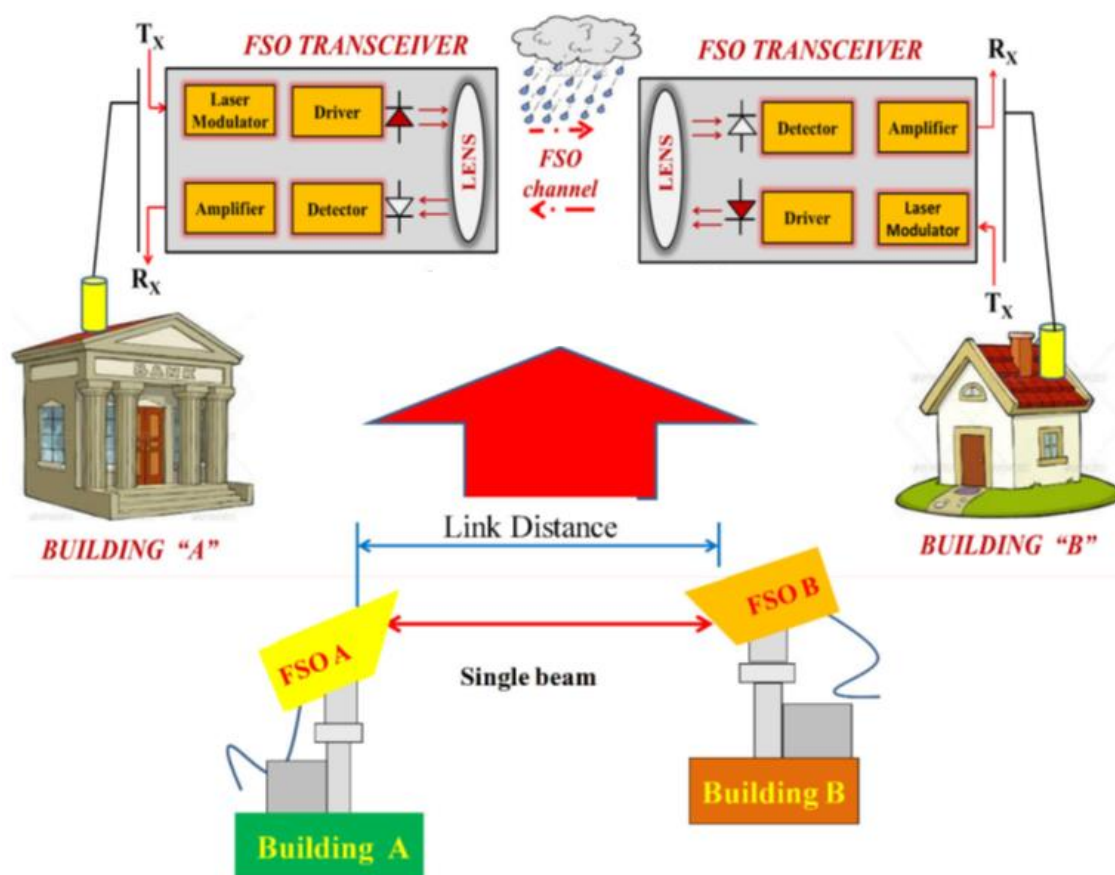 TX
FSO TRANSCEIVER
FSO TRANSCEIVER
RX
Laser
Modulator
Driver
LENS
Amplifier
Detector
RX
FSO
channel
LENS
Detector
Amplifier
Driver
Laser
Modulator
TX
BANK
BUILDING “A”
BUILDING “B”
Link Distance
FSO A
FSO B
Single beam
Building A
Building B